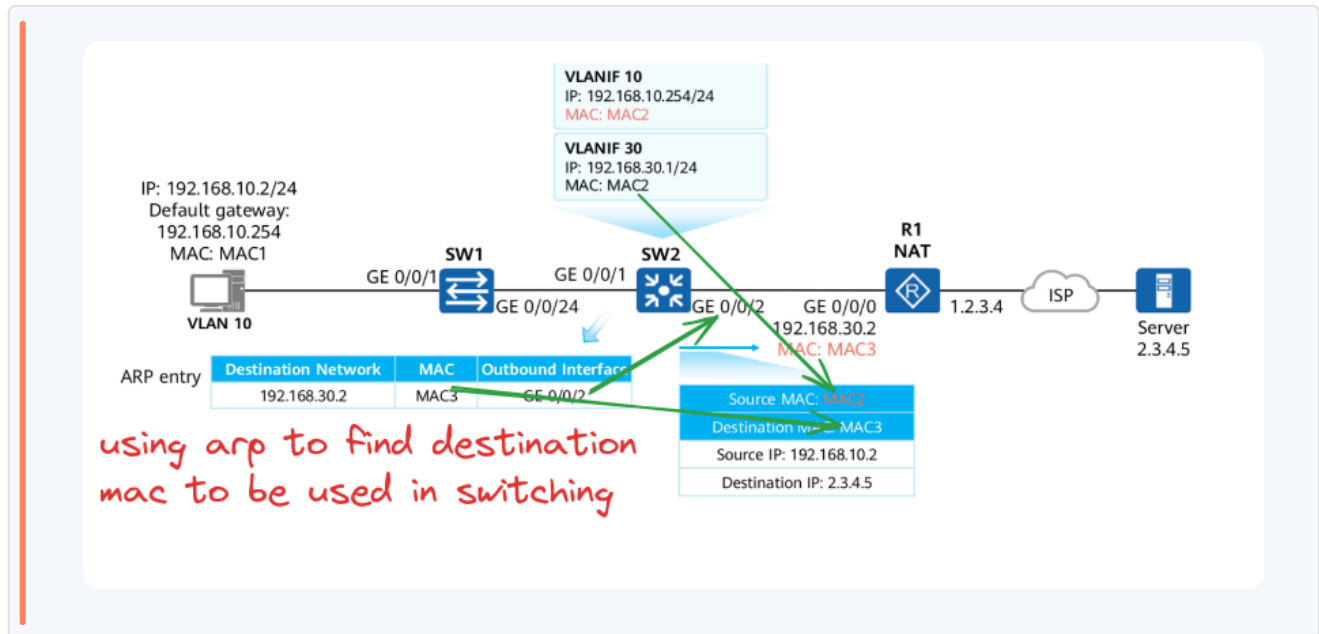 VLANIF 10
IP: 192.168.10.254/24
MAC: MAC2
VLANIF 30
IP: 192.168.30.1/24
MAC: MAC2
IP: 192.168.10.2/24
Default gateway:
192.168.10.254
MAC: MAC1
VLAN 10
GE 0/0/1
SW1
GE 0/0/24
GE 0/0/1
SW2
GE 0/0/2
R1
NAT
GE 0/0/0
192.168.30.2
MAC: MAC3
1.2.3.4
ISP
Server
2.3.4.5
ARP entry
Destination Network MAC Outbound Interface
192.168.30.2 MAC3 GE 0/0/2
Source MAC: MAC2
Destination MAC: MAC3
Source IP: 192.168.10.2
Destination IP: 2.3.4.5
using arp to find destination
mac to be used in switching